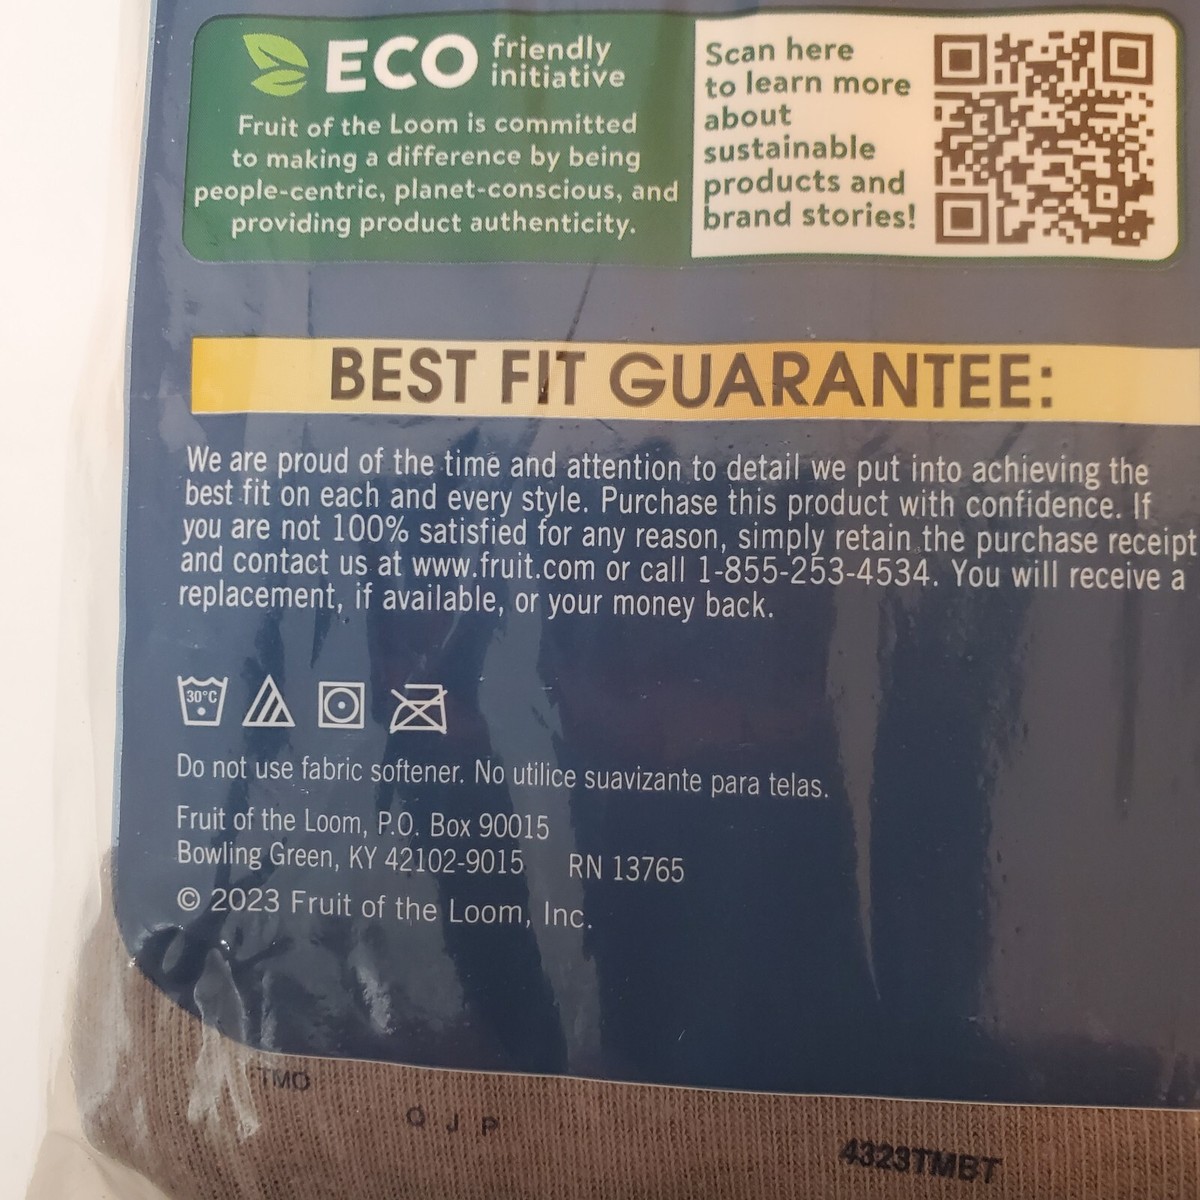 ECO friendly initiative
Fruit of the Loom is committed
to making a difference by being
people-centric, planet-conscious, and
providing product authenticity.
Scan here
to learn more
about
sustainable
products and
brand stories!
BEST FIT GUARANTEE:
We are proud of the time and attention to detail we put into achieving the
best fit on each and every style. Purchase this product with confidence. If
you are not 100% satisfied for any reason, simply retain the purchase receipt
and contact us at www.fruit.com or call 1-855-253-4534. You will receive a
replacement, if available, or your money back.
30°C
Do not use fabric softener. No utilice suavizante para telas.
Fruit of the Loom, P.O. Box 90015
Bowling Green, KY 42102-9015 RN 13765
© 2023 Fruit of the Loom, Inc.
TMO
Q J P
4323TMBT